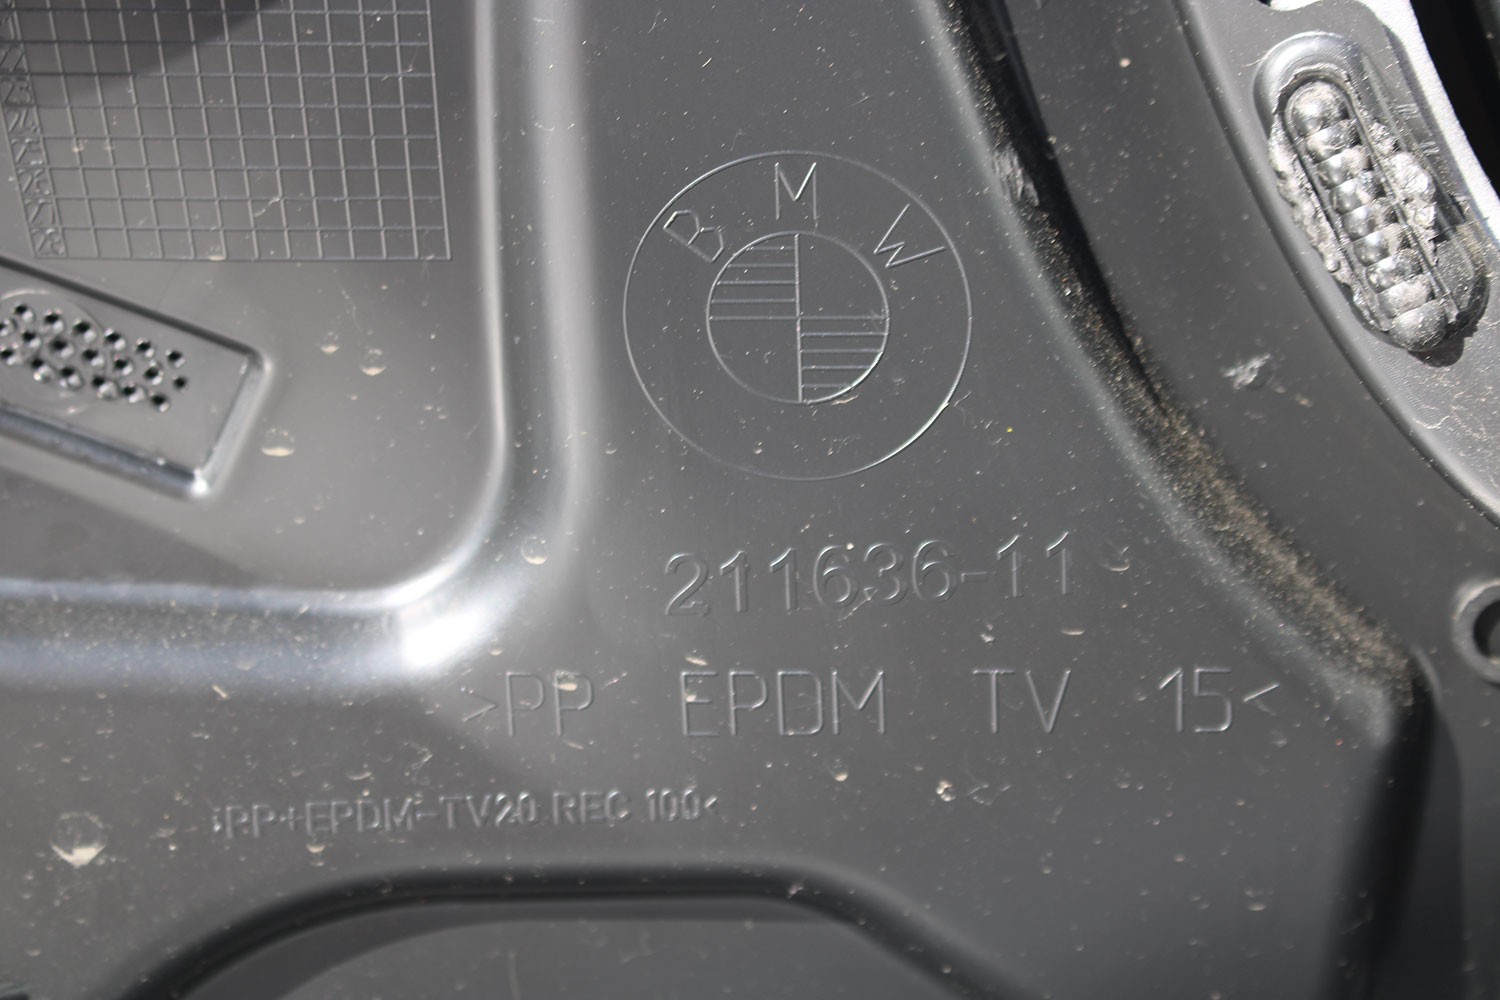 BMW
211636-11
>PP EPDM TV 15<
>PP+EPDM-TV20 REC 100<